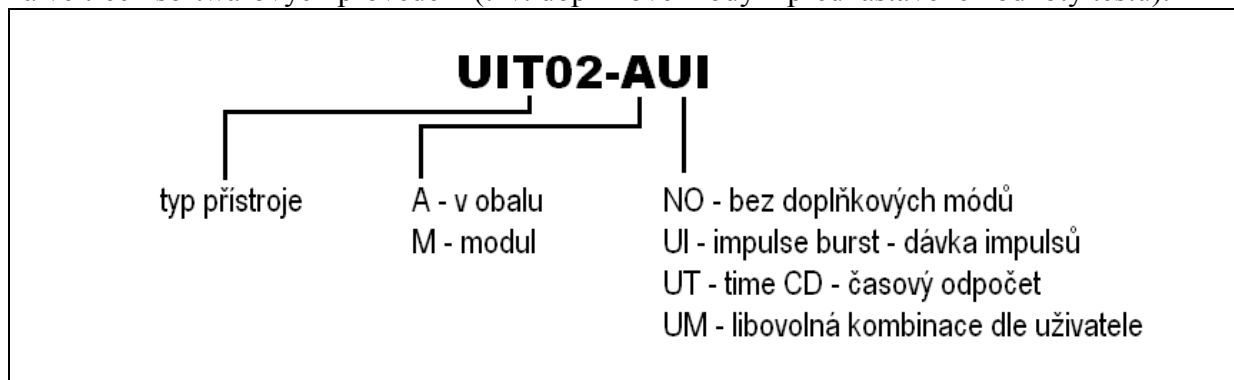 UIT02-AUI
typ přístroje
A - v obalu
M - modul
NO - bez doplňkových módů
UI - impulse burst - dávka impulsů
UT - time CD - časový odpočet
UM - libovolná kombinace dle uživatele